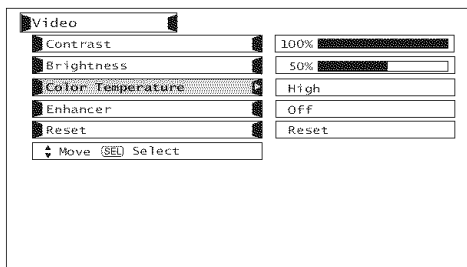 Video
Contrast 100%
Brightness 50%
Color Temperature High
Enhancer Off
Reset Reset
Move SEL Select